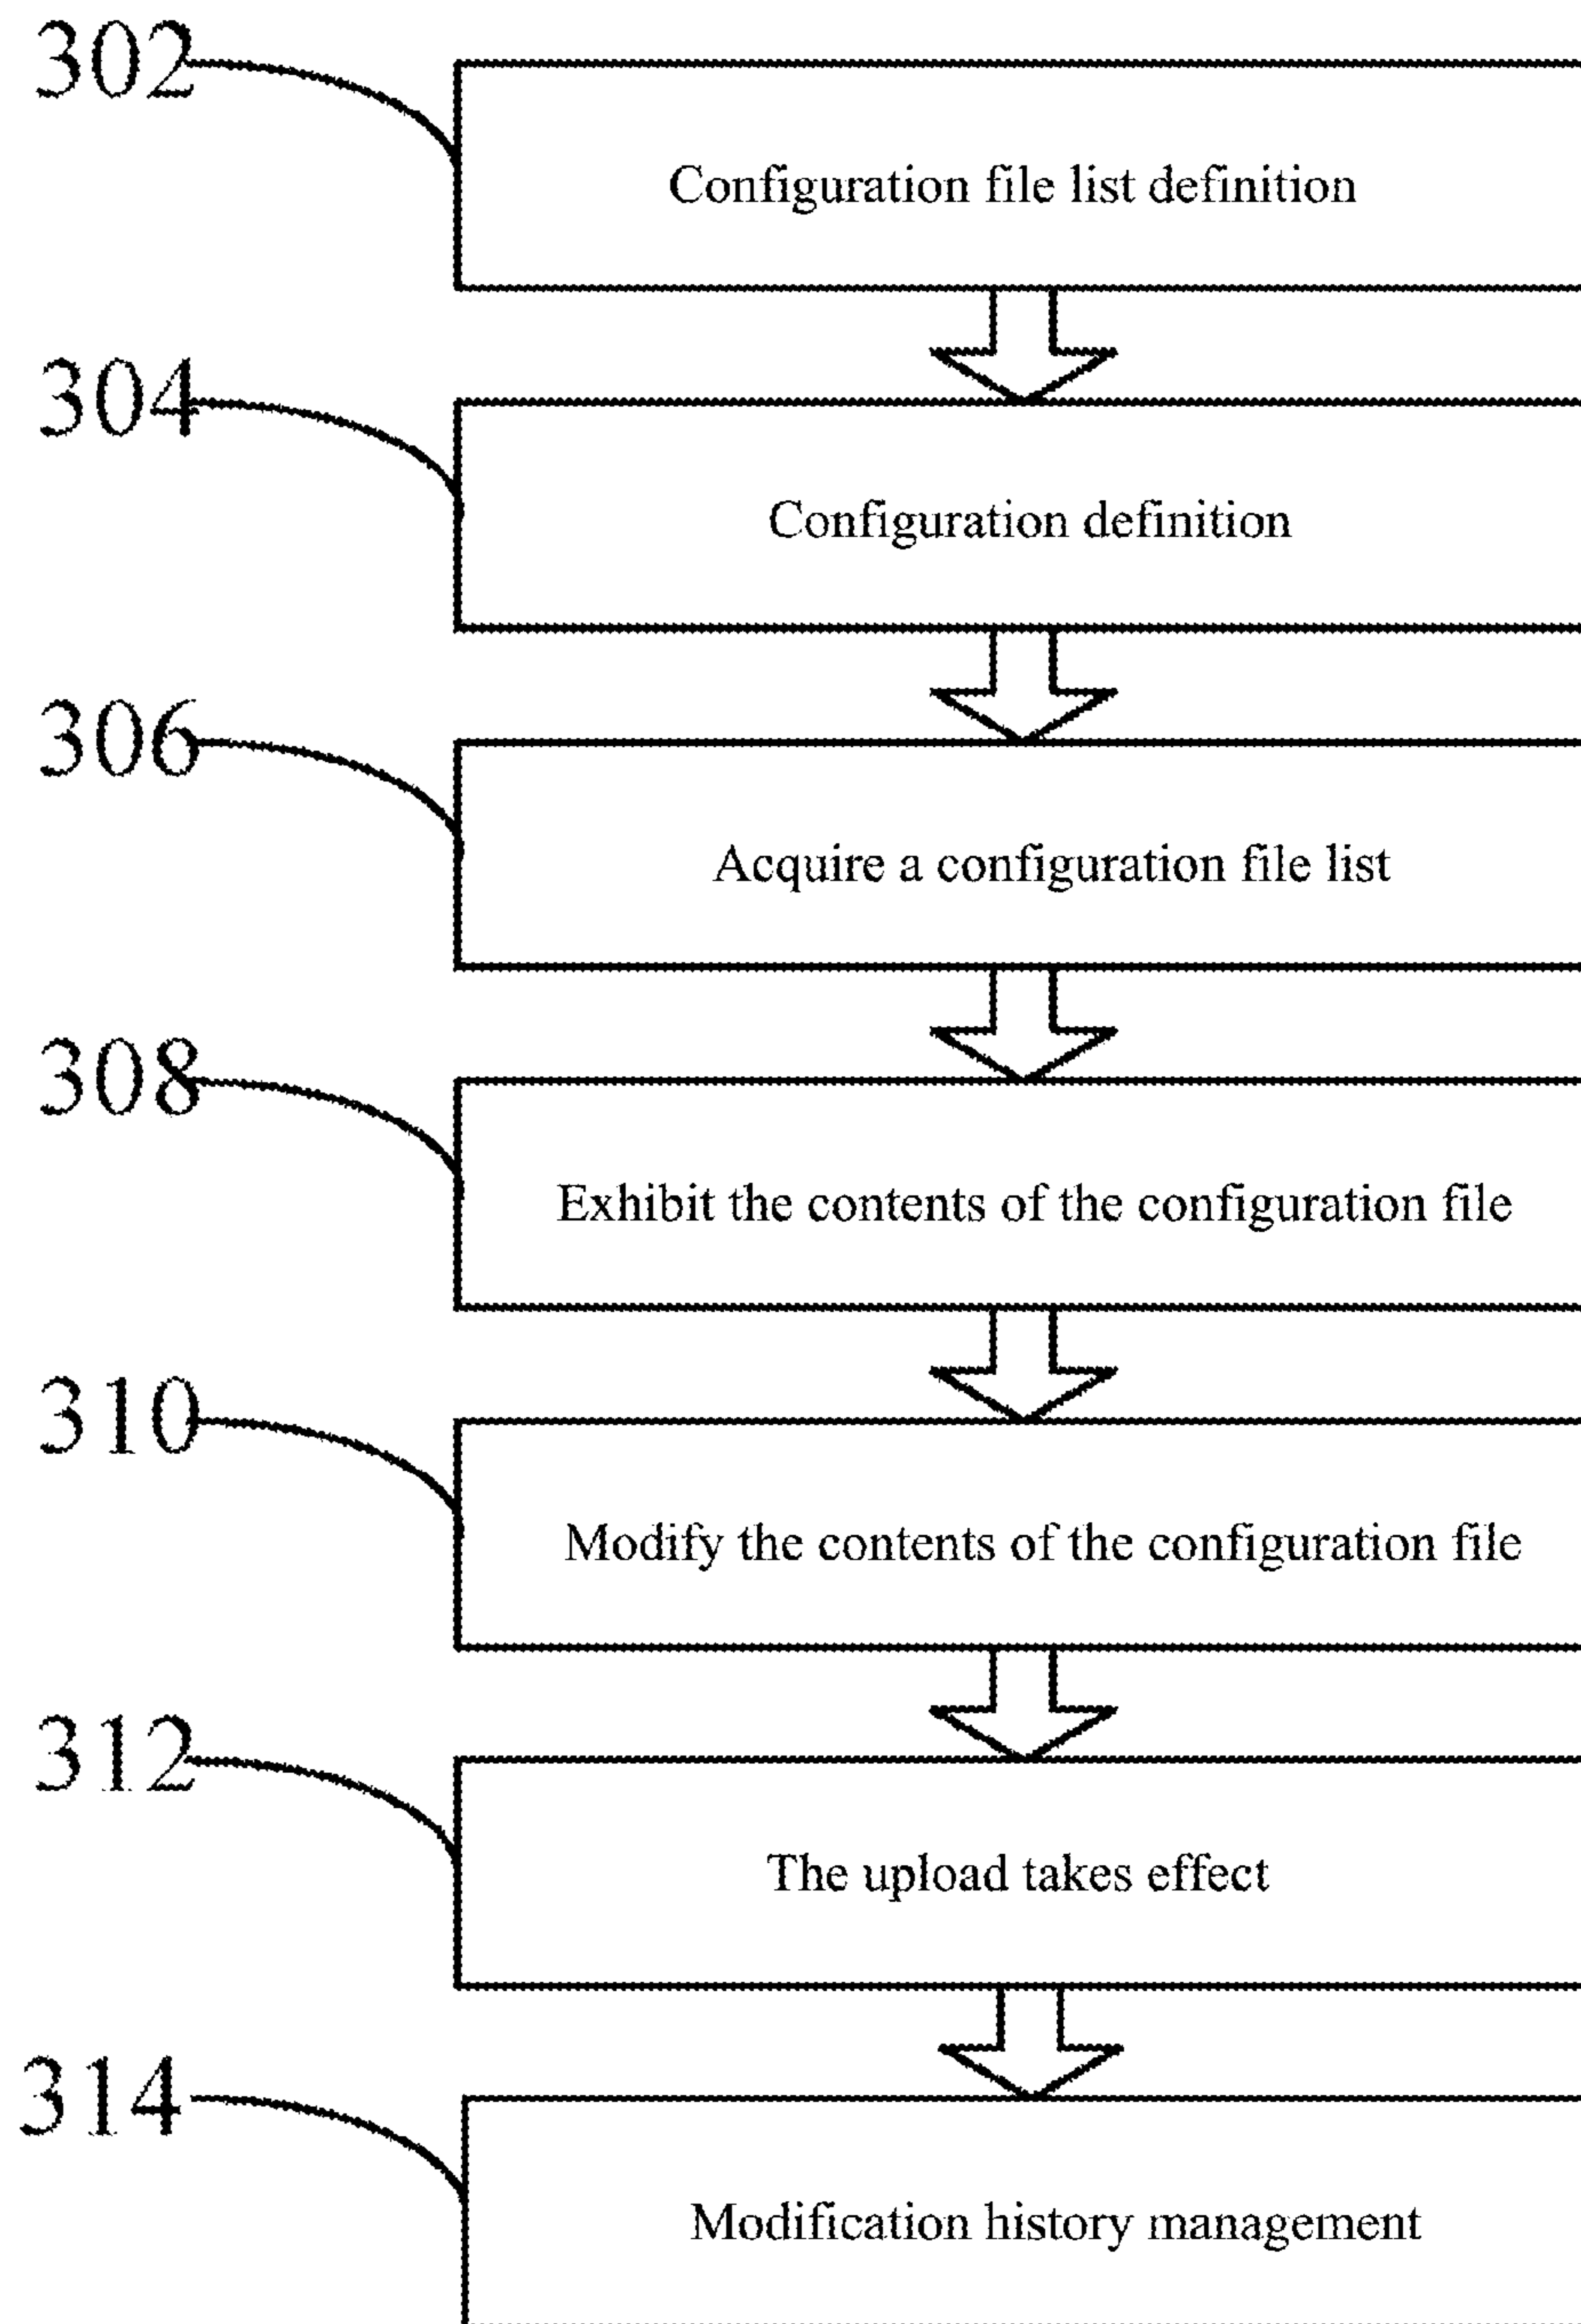 302
Configuration file list definition
304
Configuration definition
306
Acquire a configuration file list
308
Exhibit the contents of the configuration file
310
Modify the contents of the configuration file
312
The upload takes effect
314
Modification history management